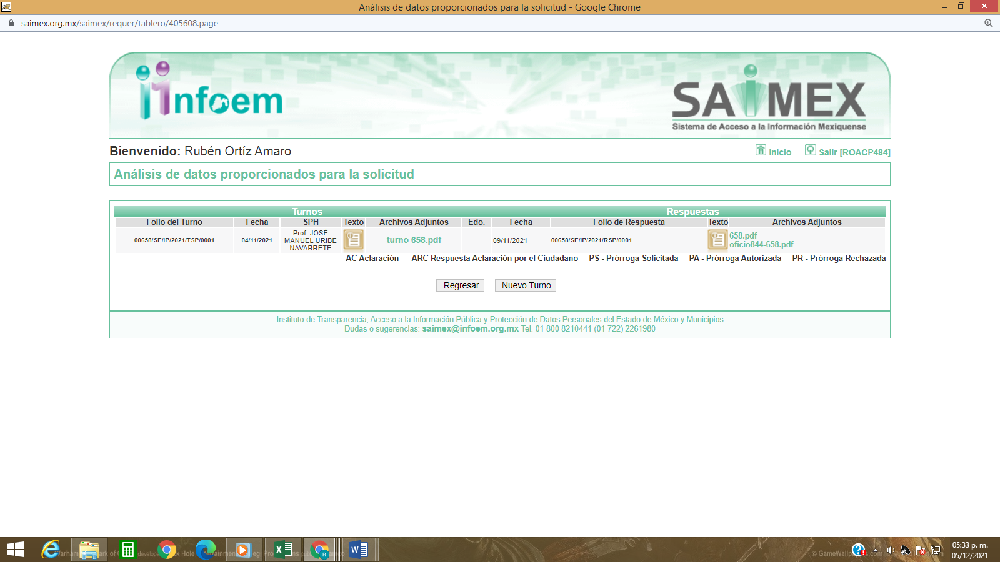 Análisis de datos proporcionados para la solicitud - Google Chrome
saimex.org.mx/saimex/requer/tablero/405608.page
infoem
SAIMEX
Sistema de Acceso a la Información Mexiquense
Bienvenido: Rubén Ortíz Amaro
Inicio Salir [ROACP484]
Análisis de datos proporcionados para la solicitud
Turnos Respuestas
Folio del Turno Fecha SPH Texto Archivos Adjuntos Edo. Fecha Folio de Respuesta Texto Archivos Adjuntos
00658/SE/IP/2021/TSP/0001 04/11/2021 Prof. JOSÉ MANUEL URIBE NAVARRETE turno 658.pdf 09/11/2021 00658/SE/IP/2021/RSP/0001 658.pdf
oficio844-658.pdf
AC Aclaración ARC Respuesta Aclaración por el Ciudadano PS - Prórroga Solicitada PA - Prórroga Autorizada PR - Prórroga Rechazada
Regresar Nuevo Turno
Instituto de Transparencia, Acceso a la Información Pública y Protección de Datos Personales del Estado de México y Municipios
Dudas o sugerencias: saimex@infoem.org.mx Tel. 01 800 8210441 (01 722) 2261980
05:33 p. m.
05/12/2021